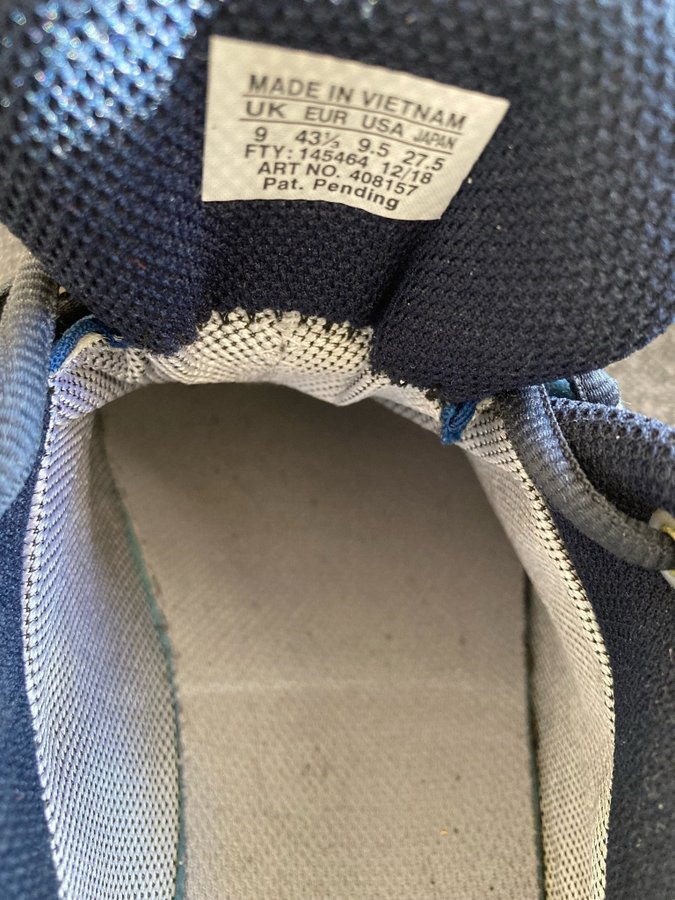 MADE IN VIETNAM
UK EUR USA JAPAN
9 43⅓ 9.5 27.5
FTY: 145464 12/18
ART NO. 408157
Pat. Pending